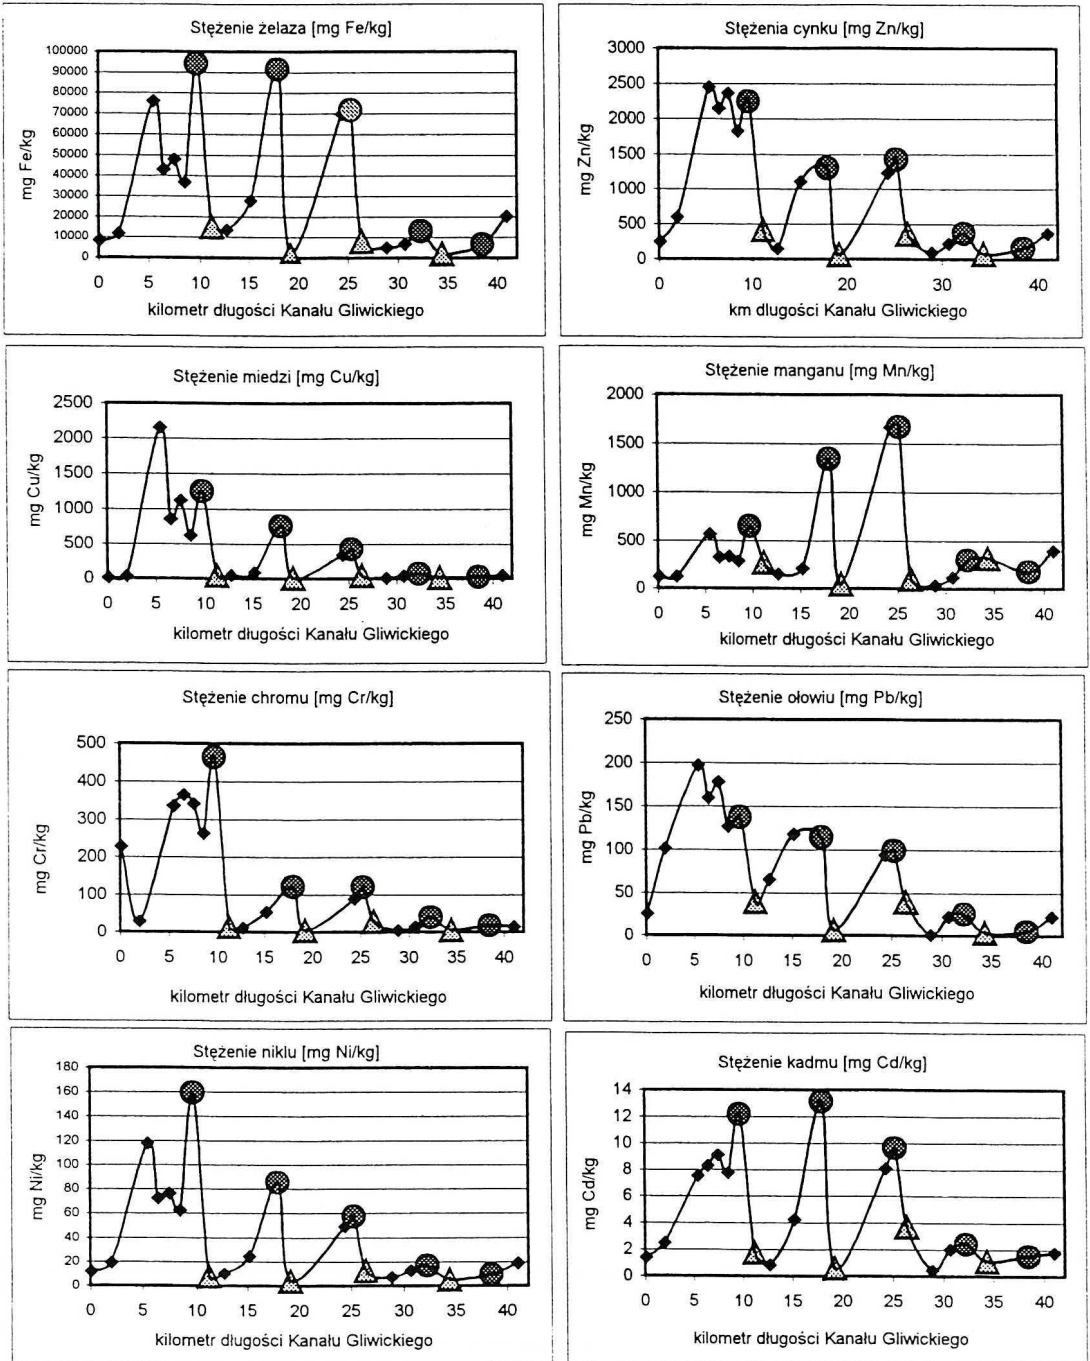 Stężenie żelaza [mg Fe/kg]
mg Fe/kg
100000
90000
80000
70000
60000
50000
40000
30000
20000
10000
0
0 5 10 15 20 25 30 35 40
kilometr długości Kanału Gliwickiego
Stężenia cynku [mg Zn/kg]
mg Zn/kg
3000
2500
2000
1500
1000
500
0
0 10 20 30 40
km dlugości Kanału Gliwickiego
Stężenie miedzi [mg Cu/kg]
mg Cu/kg
2500
2000
1500
1000
500
0
0 5 10 15 20 25 30 35 40
kilometr długości Kanału Gliwickiego
Stężenie manganu [mg Mn/kg]
mg Mn/kg
2000
1500
1000
500
0
0 5 10 15 20 25 30 35 40
kilometr długości Kanału Gliwickiego
Stężenie chromu [mg Cr/kg]
mg Cr/kg
500
400
300
200
100
0
0 5 10 15 20 25 30 35 40
kilometr długości Kanału Gliwickiego
Stężenie ołowiu [mg Pb/kg]
mg Pb/kg
250
200
150
100
50
0
0 5 10 15 20 25 30 35 40
kilometr długości Kanału Gliwickiego
Stężenie niklu [mg Ni/kg]
mg Ni/kg
180
160
140
120
100
80
60
40
20
0
0 5 10 15 20 25 30 35 40
kilometr długości Kanału Gliwickiego
Stężenie kadmu [mg Cd/kg]
mg Cd/kg
14
12
10
8
6
4
2
0
0 5 10 15 20 25 30 35 40
kilometr długości Kanału Gliwickiego